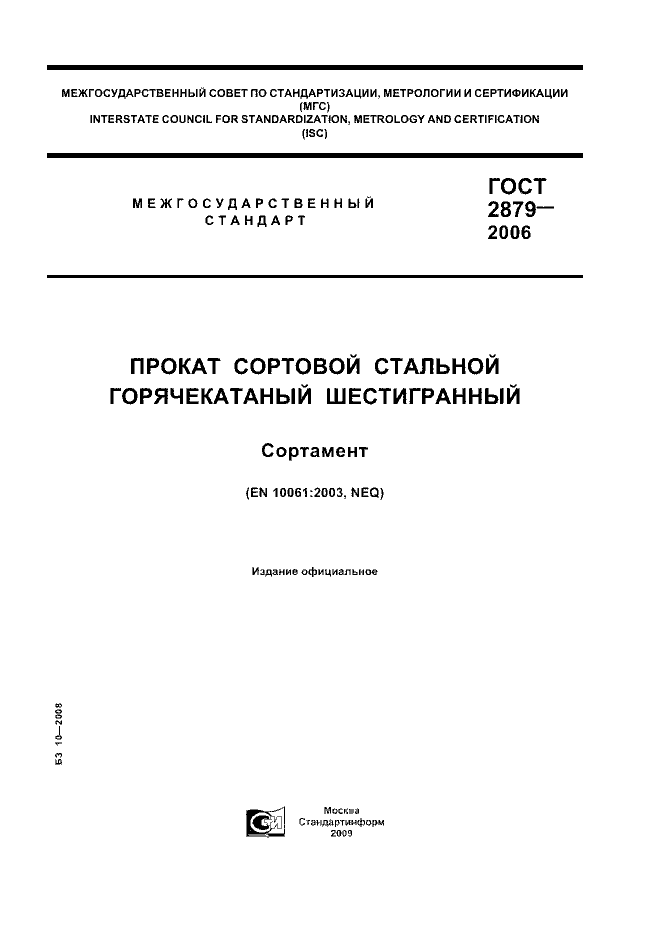 МЕЖГОСУДАРСТВЕННЫЙ СОВЕТ ПО СТАНДАРТИЗАЦИИ, МЕТРОЛОГИИ И СЕРТИФИКАЦИИ
(МГС)
INTERSTATE COUNCIL FOR STANDARDIZATION, METROLOGY AND CERTIFICATION
(ISC)
МЕЖГОСУДАРСТВЕННЫЙ
СТАНДАРТ
ГОСТ
2879—
2006
ПРОКАТ СОРТОВОЙ СТАЛЬНОЙ
ГОРЯЧЕКАТАНЫЙ ШЕСТИГРАННЫЙ
Сортамент
(EN 10061:2003, NEQ)
Издание официальное
БЗ 10—2008
Москва
Стандартинформ
2009